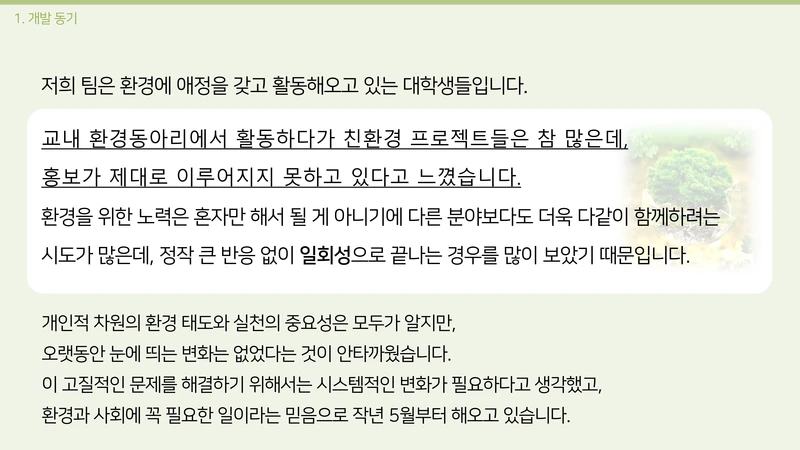 1. 개발 동기
저희 팀은 환경에 애정을 갖고 활동해오고 있는 대학생들입니다.
교내 환경동아리에서 활동하다가 친환경 프로젝트들은 참 많은데,
홍보가 제대로 이루어지지 못하고 있다고 느꼈습니다.
환경을 위한 노력은 혼자만 해서 될 게 아니기에 다른 분야보다도 더욱 다같이 함께하려는
시도가 많은데, 정작 큰 반응 없이 일회성으로 끝나는 경우를 많이 보았기 때문입니다.
개인적 차원의 환경 태도와 실천의 중요성은 모두가 알지만,
오랫동안 눈에 띄는 변화는 없었다는 것이 안타까웠습니다.
이 고질적인 문제를 해결하기 위해서는 시스템적인 변화가 필요하다고 생각했고,
환경과 사회에 꼭 필요한 일이라는 믿음으로 작년 5월부터 해오고 있습니다.